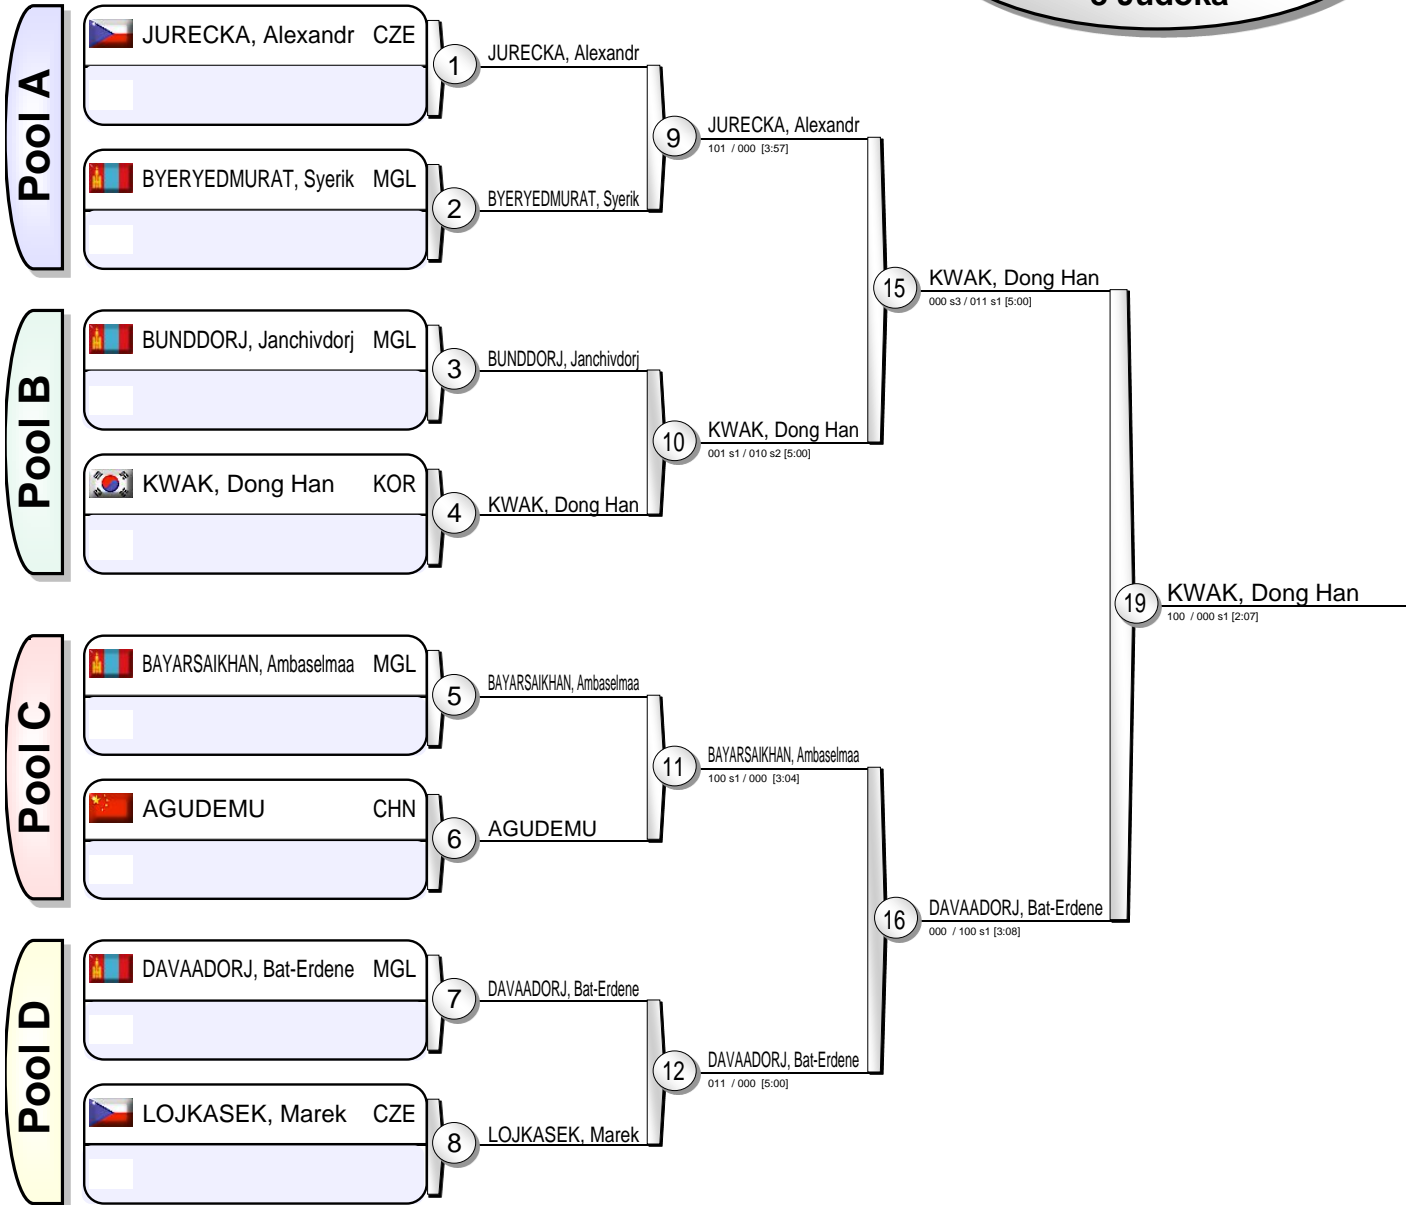 8 Judoka
Pool A
JURECKA, Alexandr CZE
1
JURECKA, Alexandr
BYERYEDMURAT, Syerik MGL
2
BYERYEDMURAT, Syerik
9
JURECKA, Alexandr
101 / 000 [3:57]
Pool B
BUNDDORJ, Janchivdorj MGL
3
BUNDDORJ, Janchivdorj
KWAK, Dong Han KOR
4
KWAK, Dong Han
10
KWAK, Dong Han
001 s1 / 010 s2 [5:00]
15
KWAK, Dong Han
000 s3 / 011 s1 [5:00]
Pool C
BAYARSAIKHAN, Ambaselmaa MGL
5
BAYARSAIKHAN, Ambaselmaa
AGUDEMU CHN
6
AGUDEMU
11
BAYARSAIKHAN, Ambaselmaa
100 s1 / 000 [3:04]
Pool D
DAVAADORJ, Bat-Erdene MGL
7
DAVAADORJ, Bat-Erdene
LOJKASEK, Marek CZE
8
LOJKASEK, Marek
12
DAVAADORJ, Bat-Erdene
011 / 000 [5:00]
16
DAVAADORJ, Bat-Erdene
000 / 100 s1 [3:08]
19
KWAK, Dong Han
100 / 000 s1 [2:07]